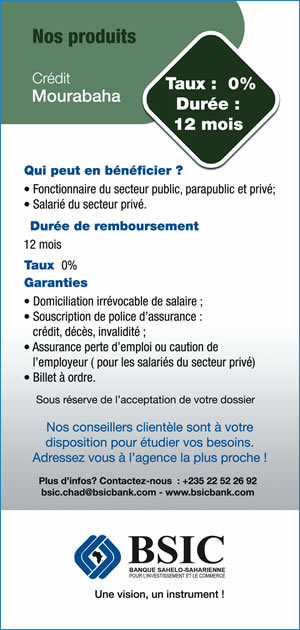 Nos produits
Crédit
Mourabaha
Taux : 0%
Durée :
12 mois
Qui peut en bénéficier ?
• Fonctionnaire du secteur public, parapublic et privé;
• Salarié du secteur privé.
Durée de remboursement
12 mois
Taux 0%
Garanties
• Domiciliation irrévocable de salaire ;
• Souscription de police d'assurance :
crédit, décès, invalidité ;
• Assurance perte d'emploi ou caution de
l'employeur ( pour les salariés du secteur privé)
• Billet à ordre.
Sous réserve de l'acceptation de votre dossier
Nos conseillers clientèle sont à votre
disposition pour étudier vos besoins.
Adressez vous à l'agence la plus proche !
Plus d'infos? Contactez-nous : +235 22 52 26 92
bsic.chad@bsicbank.com - www.bsicbank.com
BSIC
BANQUE SAHELO-SAHARIENNE
POUR L'INVESTISSEMENT ET LE COMMERCE
Une vision, un instrument !